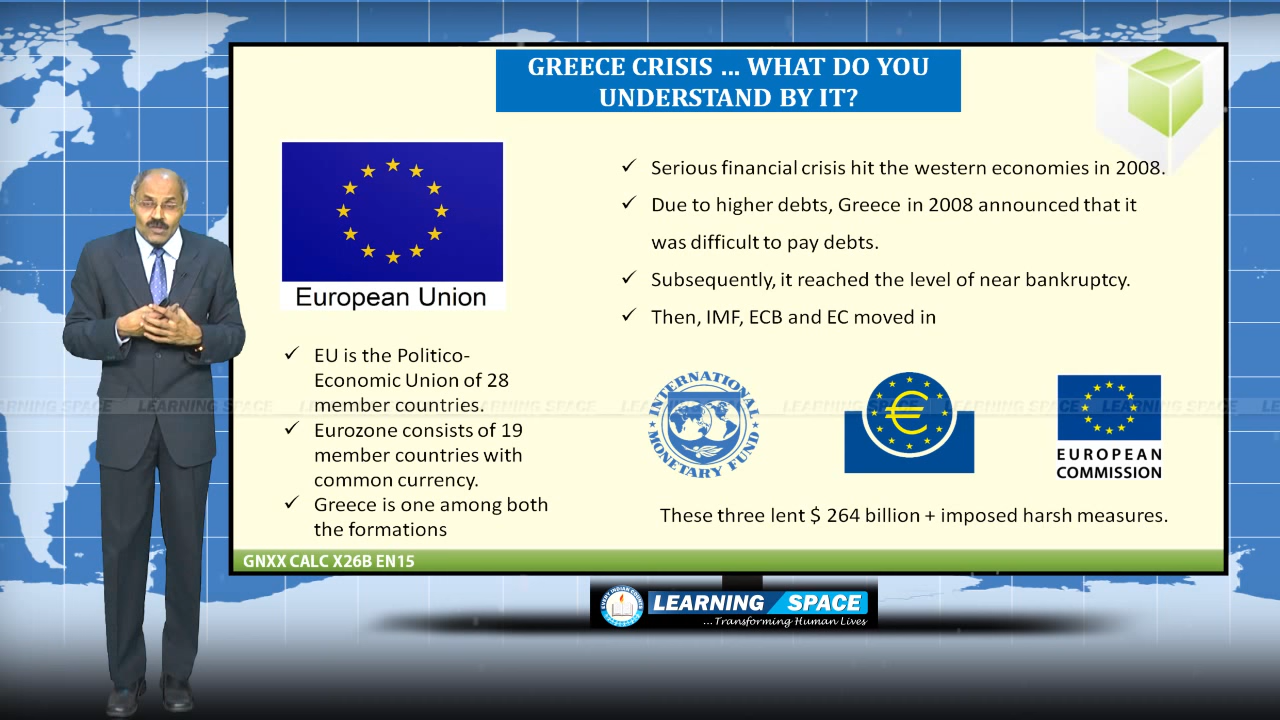 GREECE CRISIS ... WHAT DO YOU
UNDERSTAND BY IT?
European Union
✓ EU is the Politico-
Economic Union of 28
member countries.
✓ Eurozone consists of 19
member countries with
common currency.
✓ Greece is one among both
the formations
✓ Serious financial crisis hit the western economies in 2008.
✓ Due to higher debts, Greece in 2008 announced that it
was difficult to pay debts.
✓ Subsequently, it reached the level of near bankruptcy.
✓ Then, IMF, ECB and EC moved in
INTERNATIONAL
MONETARY FUND
€
EUROPEAN
COMMISSION
These three lent $ 264 billion + imposed harsh measures.
LEARNING SPACE
GNXX CALC X26B EN15
LEARNING SPACE
...Transforming Human Lives